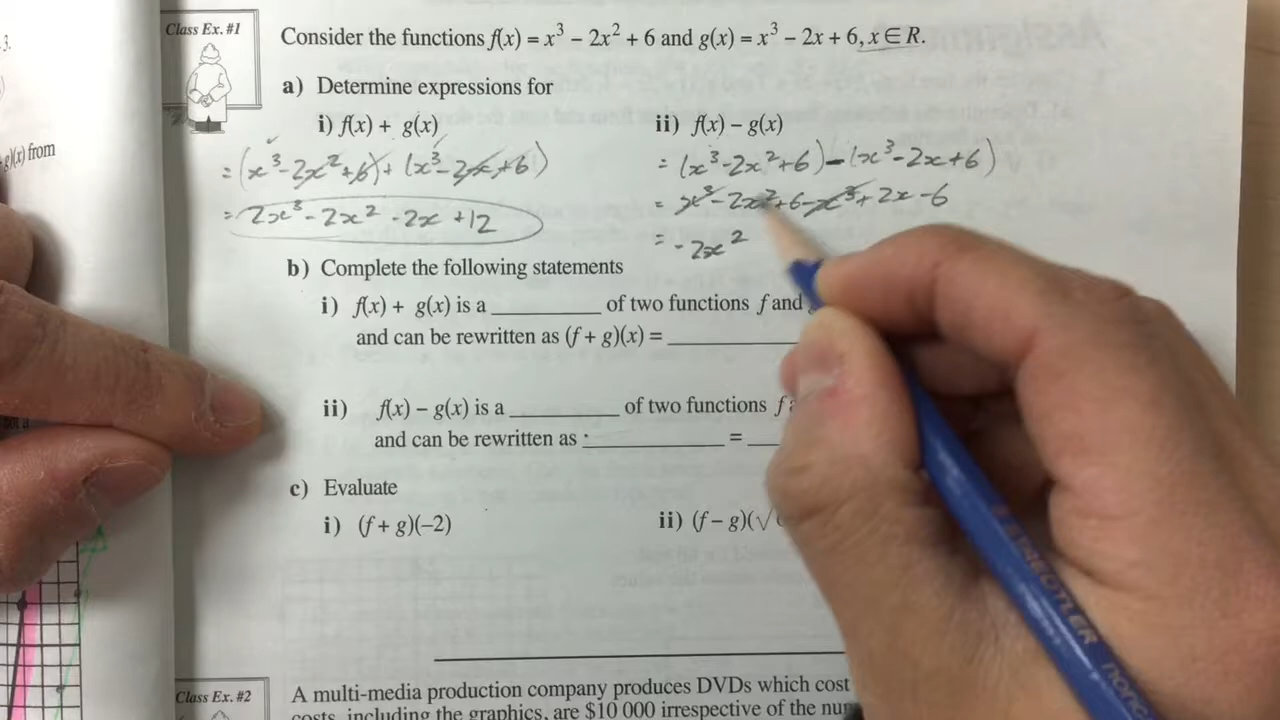 3.
g)(x) from
Class Ex. #1
Consider the functions f(x) = x³ − 2x² + 6 and g(x) = x³ − 2x + 6, x ∈ R.
a) Determine expressions for
i) f(x) + g(x)
= (x³-2x²+6) + (x³-2x+6)
= 2x³-2x²-2x+12
ii) f(x) − g(x)
= (x³-2x²+6) - (x³-2x+6)
= x³-2x²+6-x³+2x-6
= -2x²
b) Complete the following statements
i) f(x) + g(x) is a __________ of two functions f and
and can be rewritten as (f + g)(x) = __________
ii) f(x) − g(x) is a __________ of two functions f
and can be rewritten as __________ = ___
c) Evaluate
i) (f + g)(−2)
ii) (f − g)(√
Class Ex. #2
A multi-media production company produces DVDs which cost
costs, including the graphics, are $10 000 irrespective of the
STAEDTLER